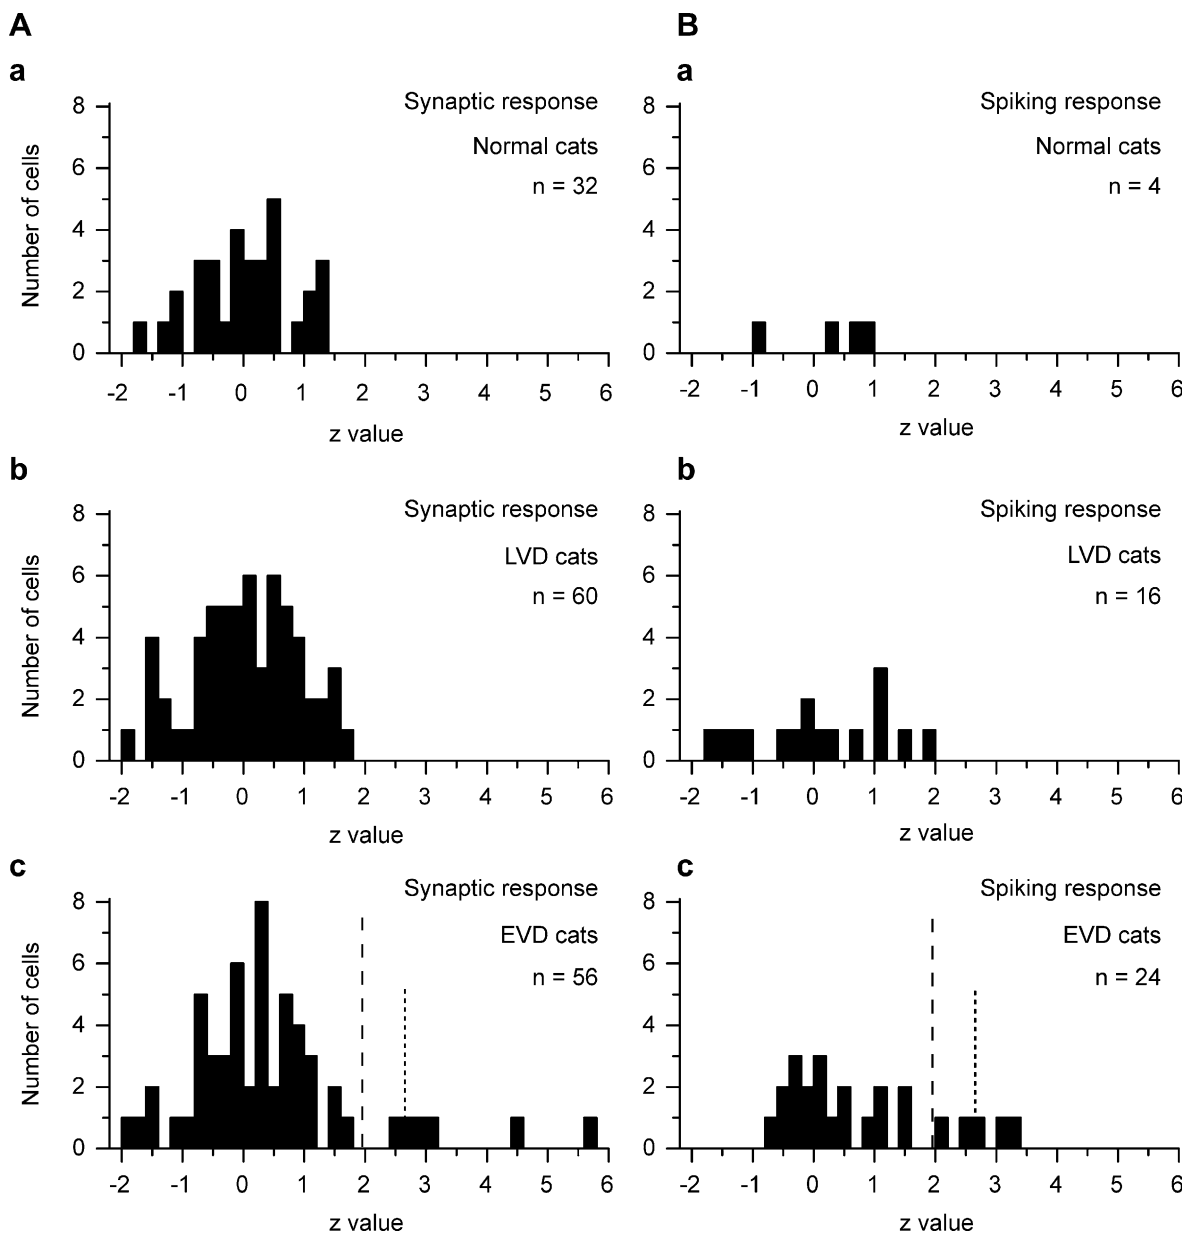 A
a
Number of cells
8
6
4
2
0
Synaptic response
Normal cats
n = 32
-2 -1 0 1 2 3 4 5 6
z value
B
a
8
6
4
2
0
Spiking response
Normal cats
n = 4
-2 -1 0 1 2 3 4 5 6
z value
b
Number of cells
8
6
4
2
0
Synaptic response
LVD cats
n = 60
-2 -1 0 1 2 3 4 5 6
z value
b
8
6
4
2
0
Spiking response
LVD cats
n = 16
-2 -1 0 1 2 3 4 5 6
z value
c
Number of cells
8
6
4
2
0
Synaptic response
EVD cats
n = 56
-2 -1 0 1 2 3 4 5 6
z value
c
8
6
4
2
0
Spiking response
EVD cats
n = 24
-2 -1 0 1 2 3 4 5 6
z value